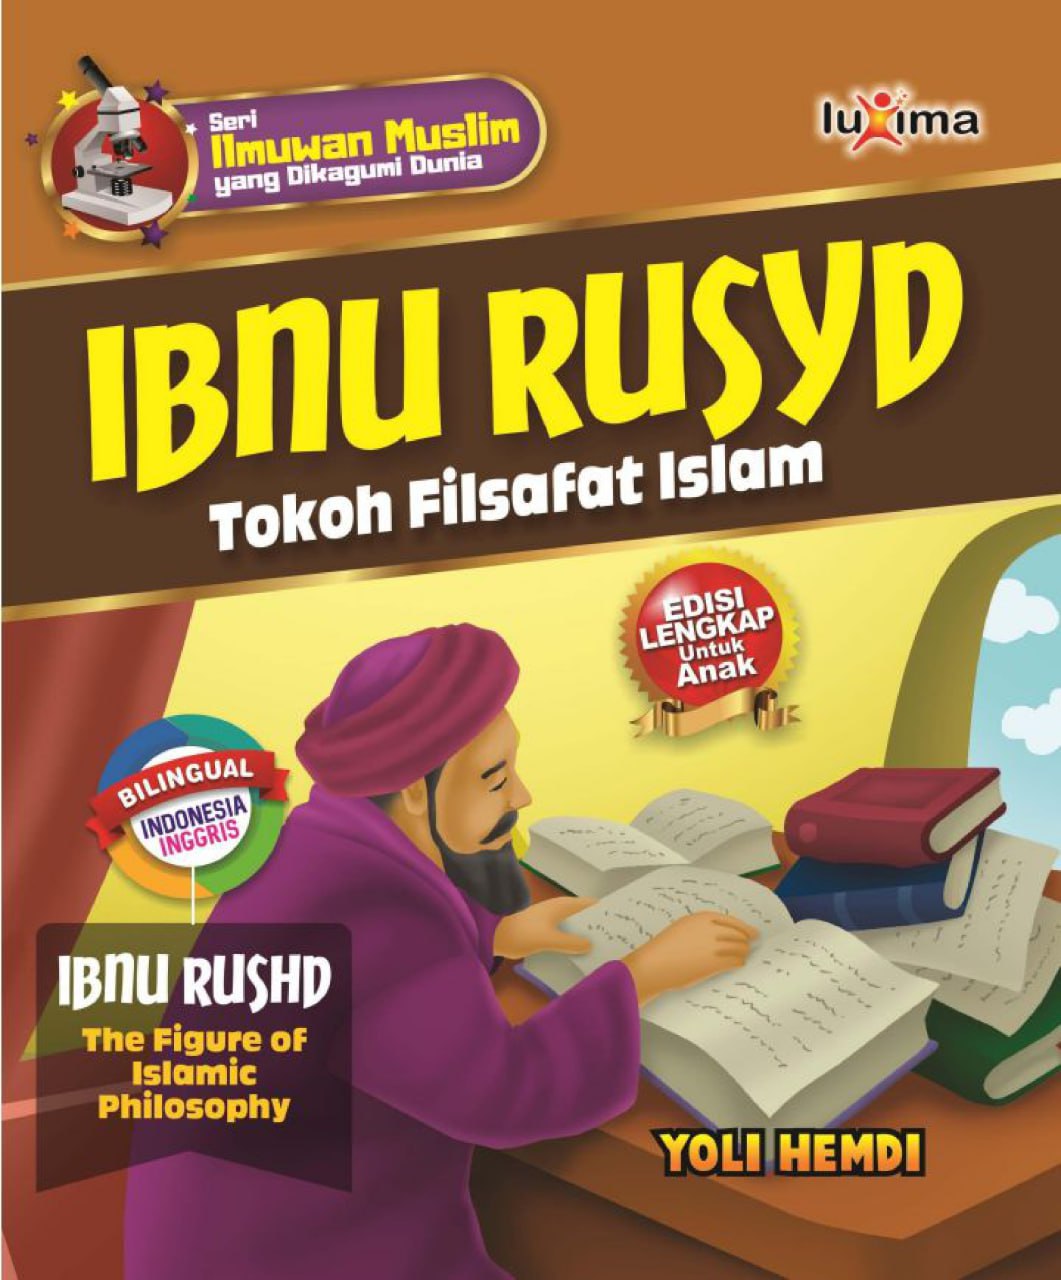 Seri
Ilmuwan Muslim
yang Dikagumi Dunia
luxima
IBNU RUSYD
Tokoh Filsafat Islam
EDISI
LENGKAP
Untuk
Anak
BILINGUAL
INDONESIA
INGGRIS
IBNU RUSHD
The Figure of
Islamic
Philosophy
YOLI HEMDI